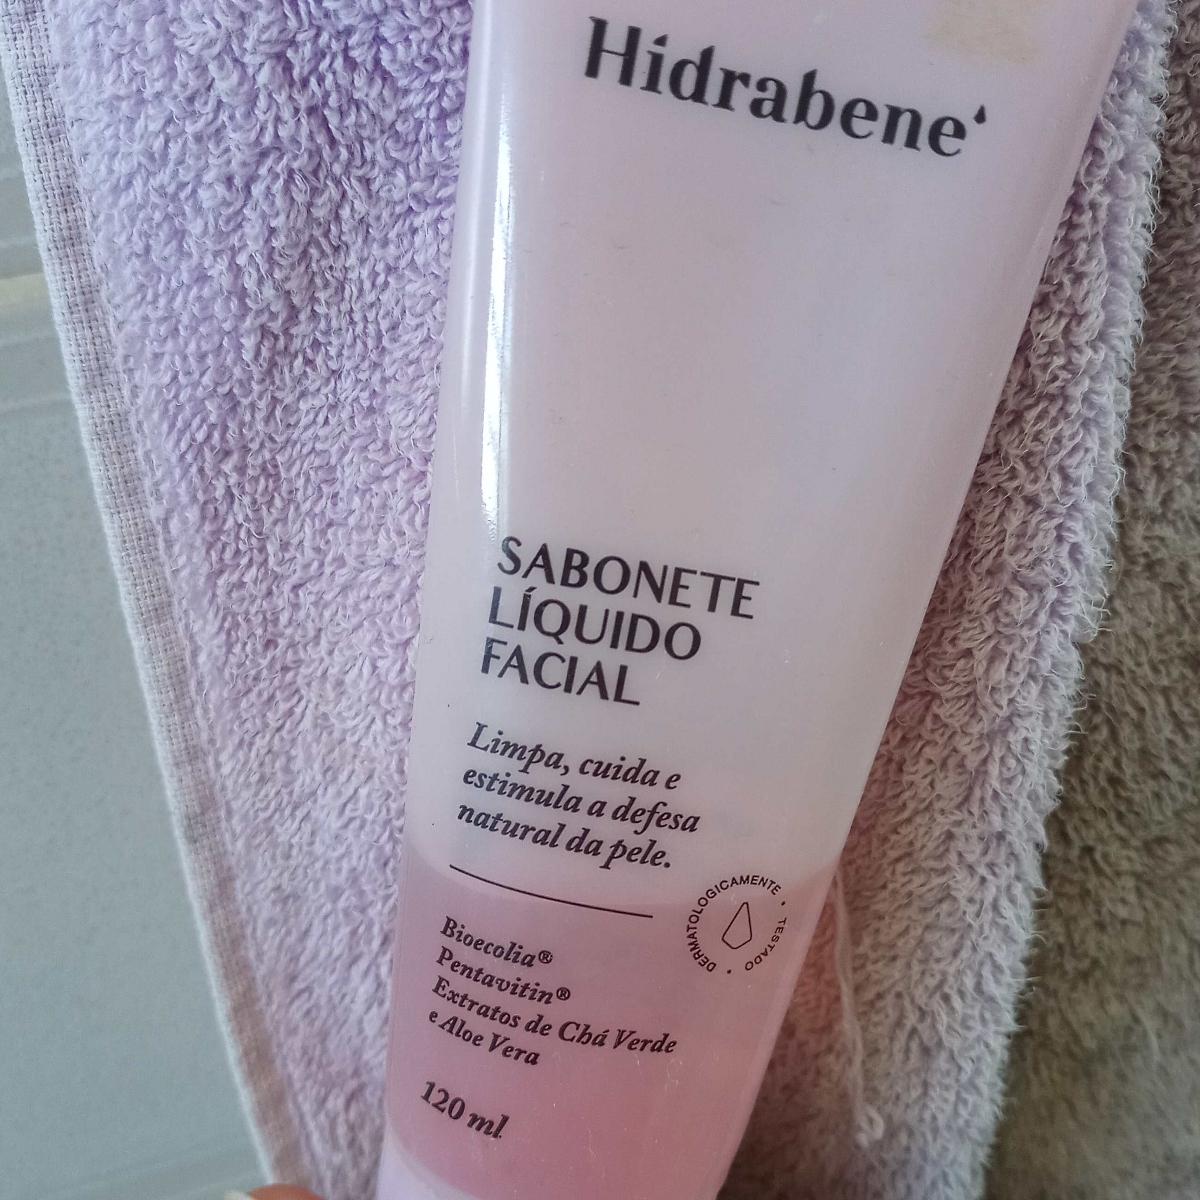 Hidrabene
SABONETE
LÍQUIDO
FACIAL
Limpa, cuida e
estimula a defesa
natural da pele.
DERMATOLOGICAMENTE • TESTADO •
Bioecolia®
Pentavitin®
Extratos de Chá Verde
e Aloe Vera
120 ml